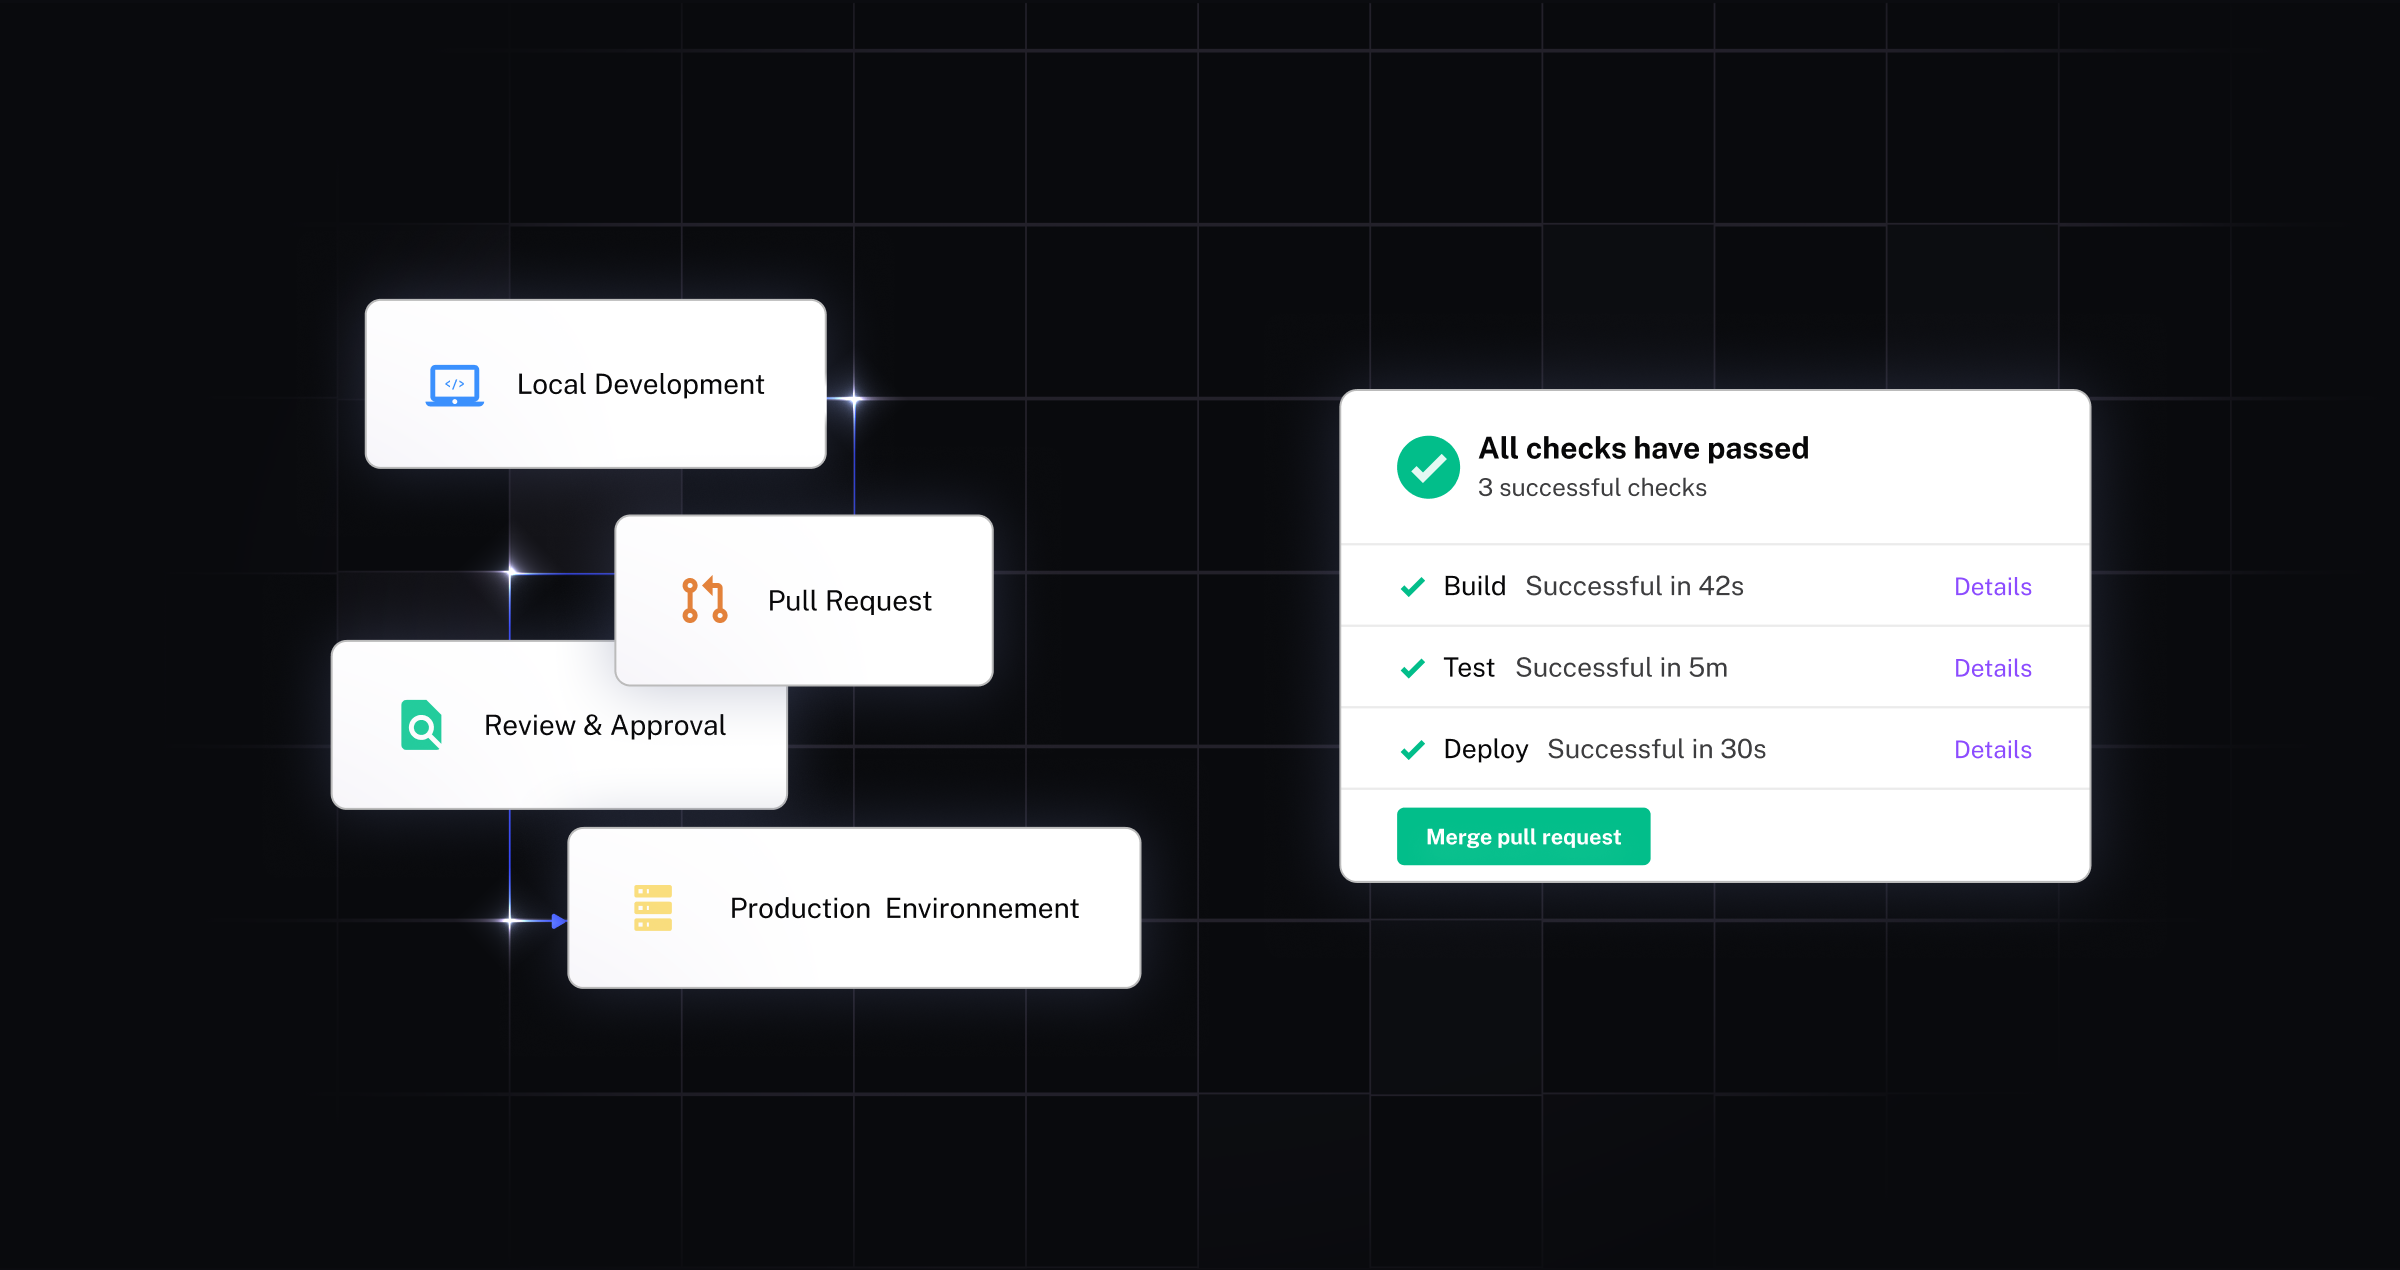 Local Development
Pull Request
Review & Approval
Production Environnement
All checks have passed
3 successful checks
Build Successful in 42s Details
Test Successful in 5m Details
Deploy Successful in 30s Details
Merge pull request